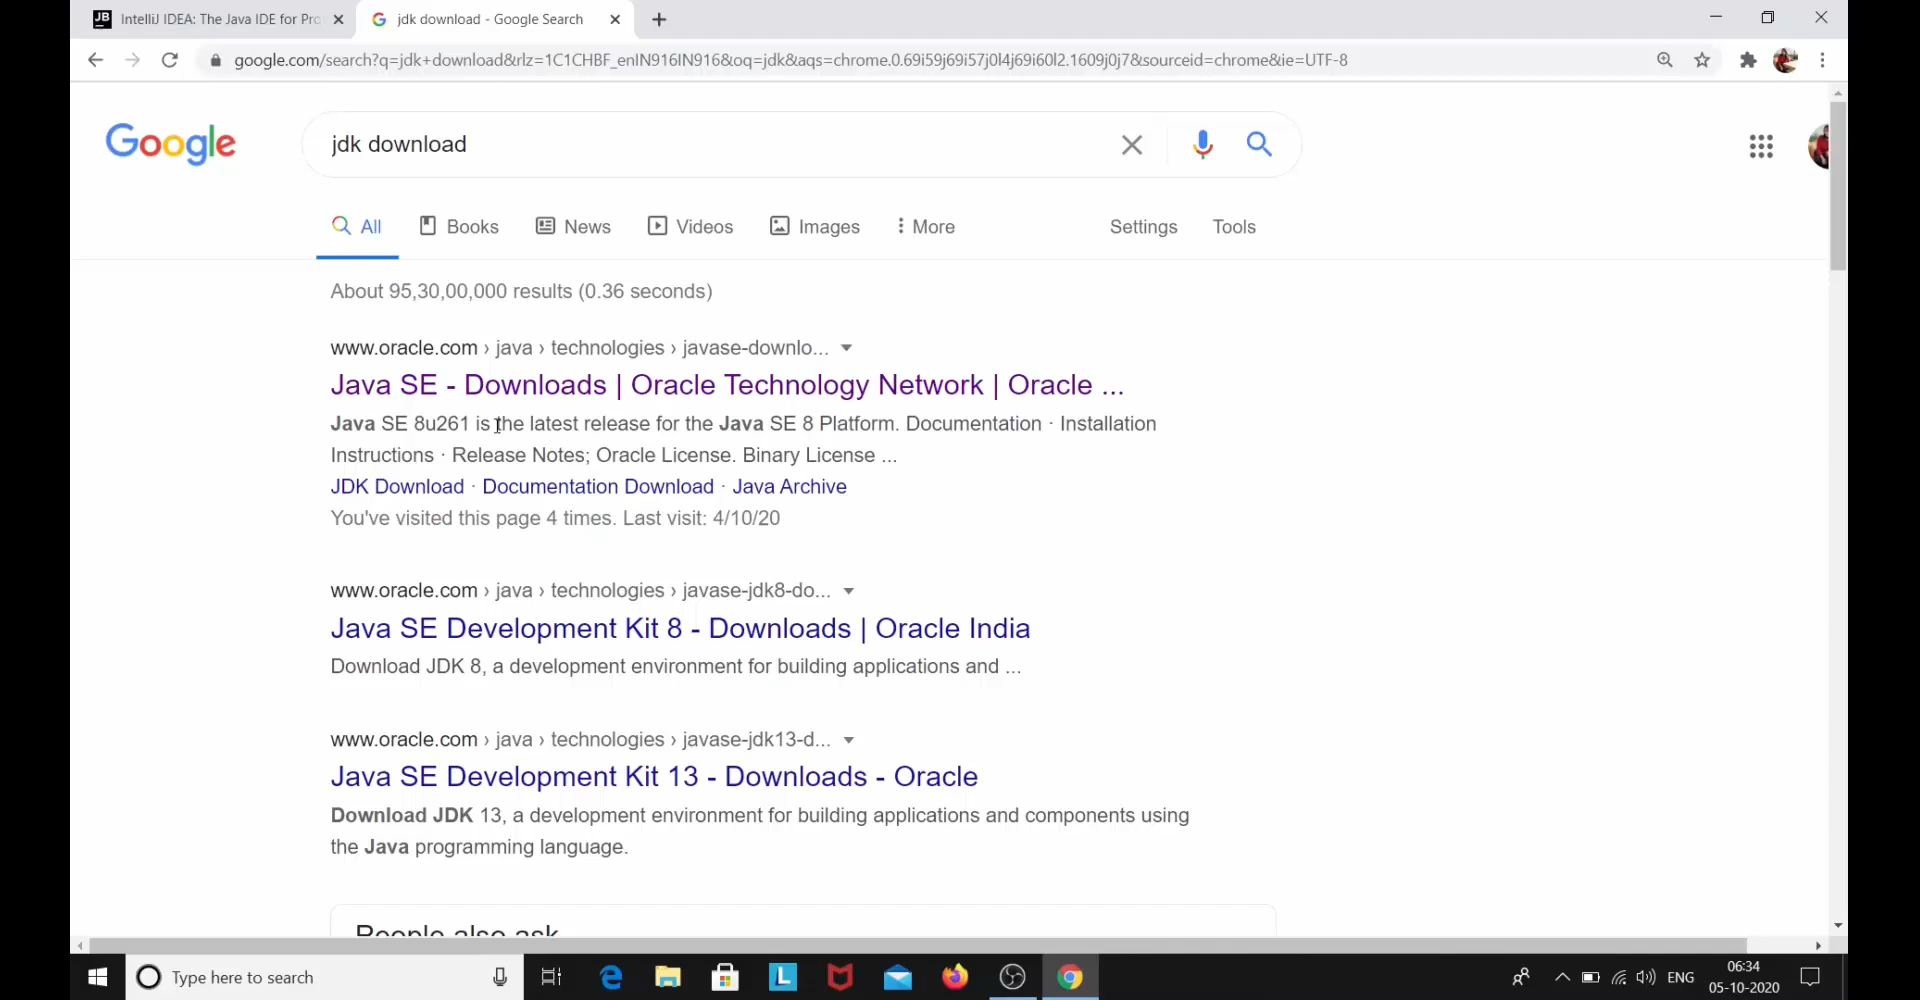 JB IntelliJ IDEA: The Java IDE for Pro
jdk download - Google Search
google.com/search?q=jdk+download&rlz=1C1CHBF_enIN916IN916&oq=jdk&aqs=chrome.0.69i59j69i57j0l4j69i60l2.1609j0j7&sourceid=chrome&ie=UTF-8
Google
jdk download
All Books News Videos Images More Settings Tools
About 95,30,00,000 results (0.36 seconds)
www.oracle.com › java › technologies › javase-downlo...
Java SE - Downloads | Oracle Technology Network | Oracle ...
Java SE 8u261 is the latest release for the Java SE 8 Platform. Documentation · Installation
Instructions · Release Notes; Oracle License. Binary License ...
JDK Download · Documentation Download · Java Archive
You've visited this page 4 times. Last visit: 4/10/20
www.oracle.com › java › technologies › javase-jdk8-do...
Java SE Development Kit 8 - Downloads | Oracle India
Download JDK 8, a development environment for building applications and ...
www.oracle.com › java › technologies › javase-jdk13-d...
Java SE Development Kit 13 - Downloads - Oracle
Download JDK 13, a development environment for building applications and components using
the Java programming language.
People also ask
Type here to search
L
ENG
06:34
05-10-2020